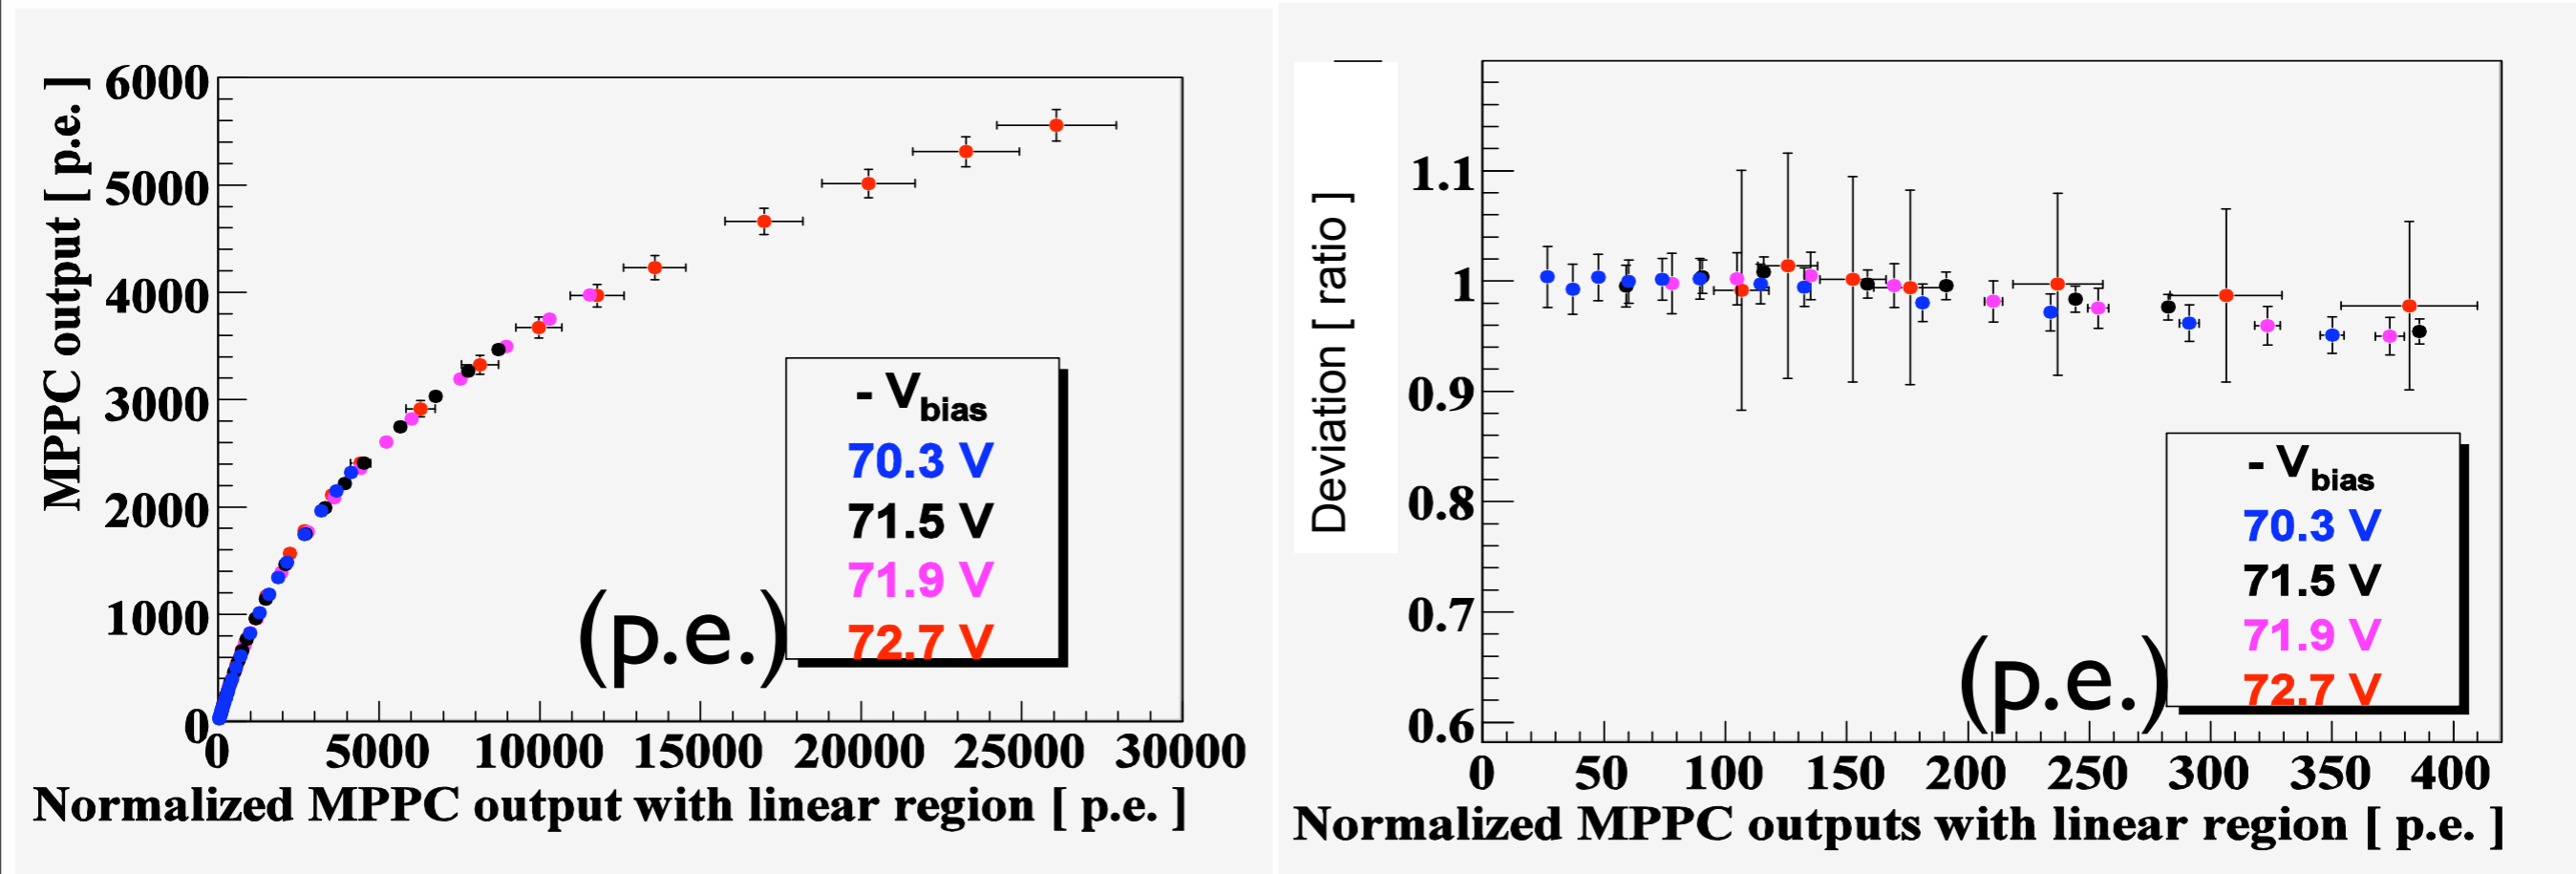 MPPC output [ p.e. ]
6000
5000
4000
3000
2000
1000
0
0 5000 10000 15000 20000 25000 30000
Normalized MPPC output with linear region [ p.e. ]
(p.e.)
- Vbias
70.3 V
71.5 V
71.9 V
72.7 V
Deviation [ ratio ]
1.1
1
0.9
0.8
0.7
0.6
0 50 100 150 200 250 300 350 400
Normalized MPPC outputs with linear region [ p.e. ]
(p.e.)
- Vbias
70.3 V
71.5 V
71.9 V
72.7 V